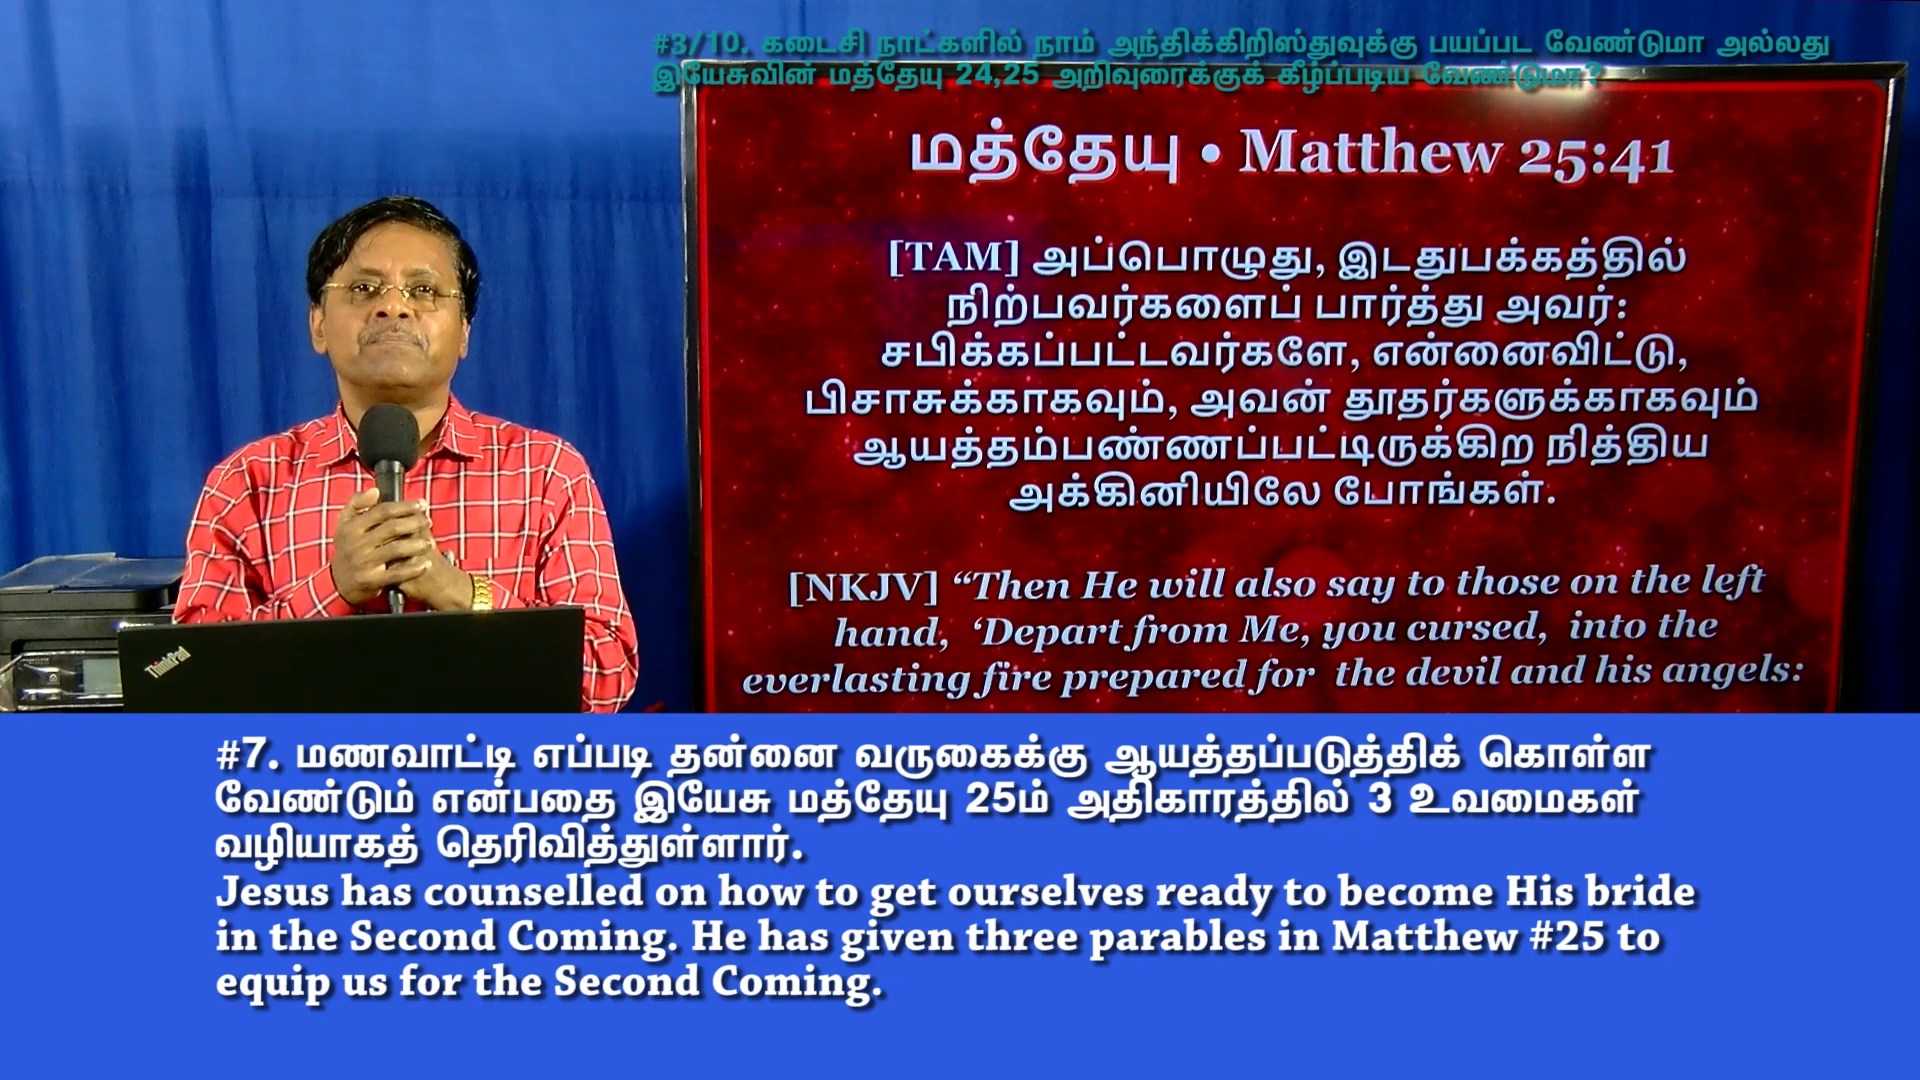 #3/10. கடைசி நாட்களில் நாம் அந்திக்கிறிஸ்துவுக்கு பயப்பட வேண்டுமா அல்லது
இயேசுவின் மத்தேயு 24,25 அறிவுரைக்குக் கீழ்ப்படிய வேண்டுமா?
மத்தேயு • Matthew 25:41
[TAM] அப்பொழுது, இடதுபக்கத்தில்
நிற்பவர்களைப் பார்த்து அவர்:
சபிக்கப்பட்டவர்களே, என்னைவிட்டு,
பிசாசுக்காகவும், அவன் தூதர்களுக்காகவும்
ஆயத்தம்பண்ணப்பட்டிருக்கிற நித்திய
அக்கினியிலே போங்கள்.
[NKJV] “Then He will also say to those on the left
hand, ‘Depart from Me, you cursed, into the
everlasting fire prepared for the devil and his angels:
ThinkPad
#7. மணவாட்டி எப்படி தன்னை வருகைக்கு ஆயத்தப்படுத்திக் கொள்ள
வேண்டும் என்பதை இயேசு மத்தேயு 25ம் அதிகாரத்தில் 3 உவமைகள்
வழியாகத் தெரிவித்துள்ளார்.
Jesus has counselled on how to get ourselves ready to become His bride
in the Second Coming. He has given three parables in Matthew #25 to
equip us for the Second Coming.